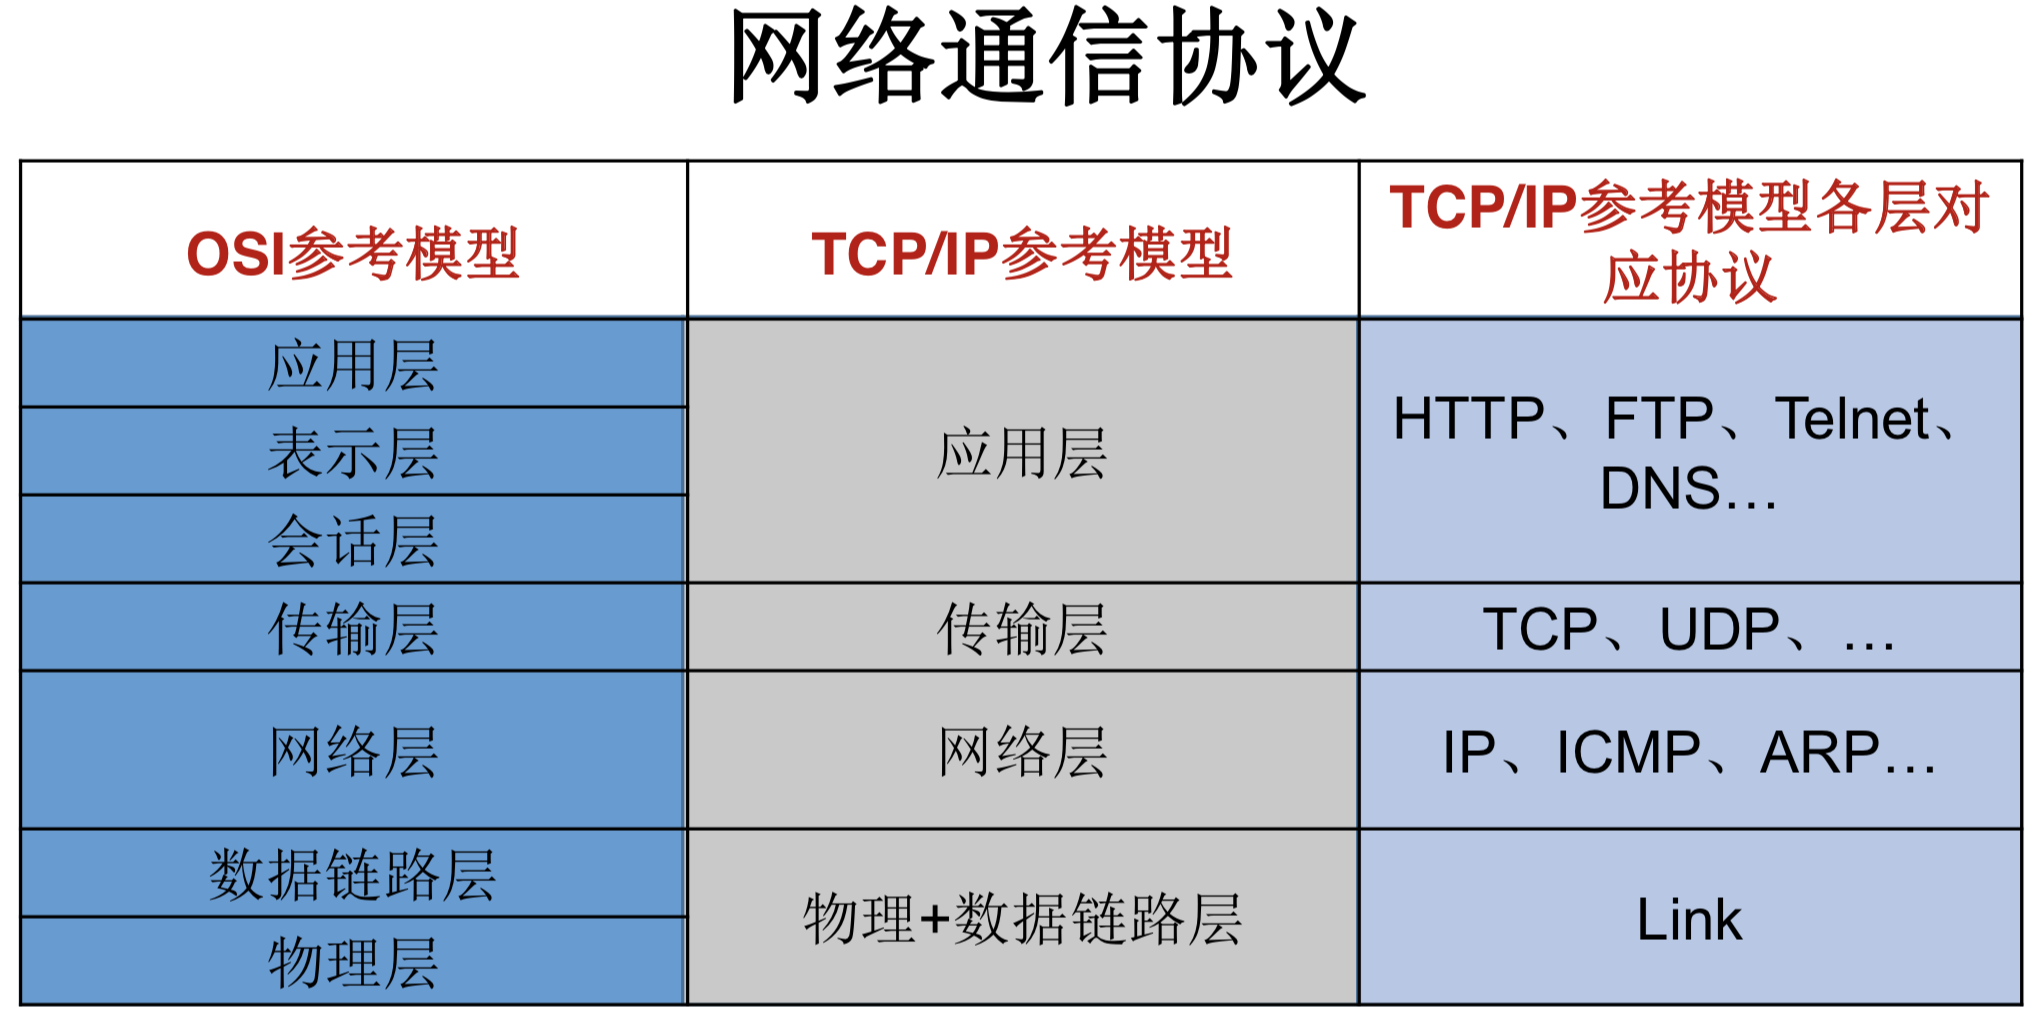 网络通信协议
OSI参考模型
TCP/IP参考模型
TCP/IP参考模型各层对
应协议
应用层
表示层
会话层
应用层
HTTP、FTP、Telnet、
DNS…
传输层
传输层
TCP、UDP、…
网络层
网络层
IP、ICMP、ARP…
数据链路层
物理层
物理+数据链路层
Link